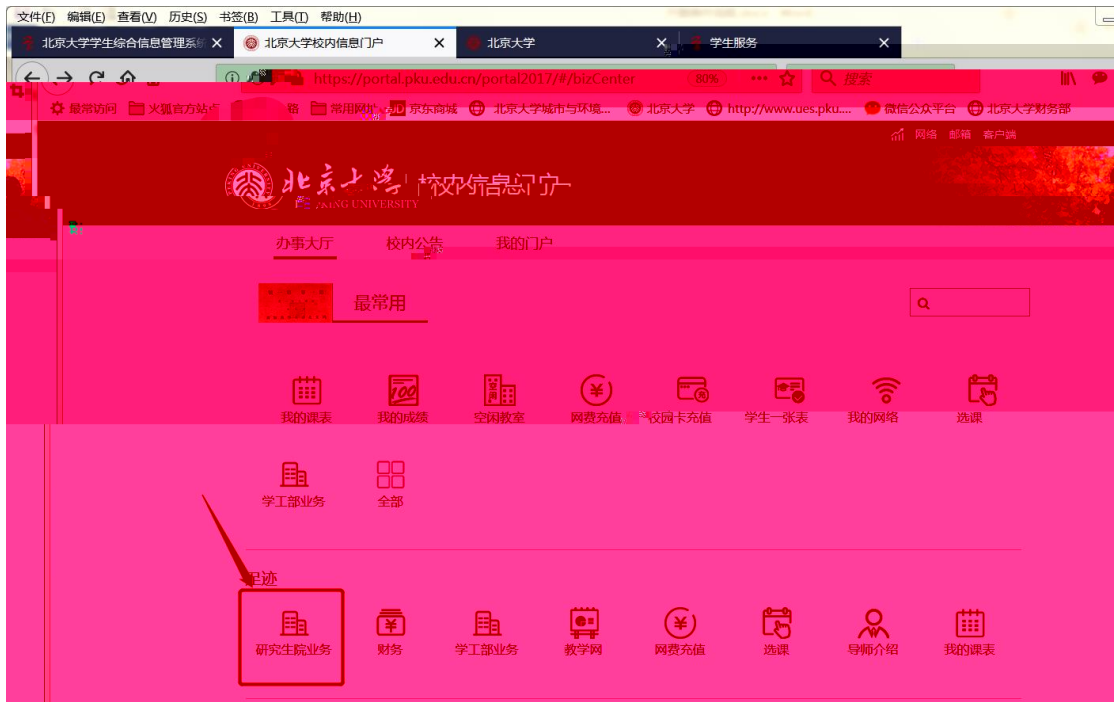 文件(F) 编辑(E) 查看(V) 历史(S) 书签(B) 工具(T) 帮助(H)
北京大学学生综合信息管理系统 北京大学校内信息门户 北京大学 学生服务
https://portal.pku.edu.cn/portal2017/#/bizCenter 80% 搜索
最常访问 火狐官方站点 常用网址 JD 京东商城 北京大学城市与环境... 北京大学 http://www.ues.pku.... 微信公众平台 北京大学财务部
网络 邮箱 客户端
北京大学 校内信息门户
UNIVERSITY
办事大厅 校内公告 我的门户
最常用
我的课表 我的成绩 空闲教室 网费充值 校园卡充值 学生一张表 我的网络 选课
学工部业务 全部
足迹
研究生院业务 财务 学工部业务 教学网 网费充值 选课 导师介绍 我的课表